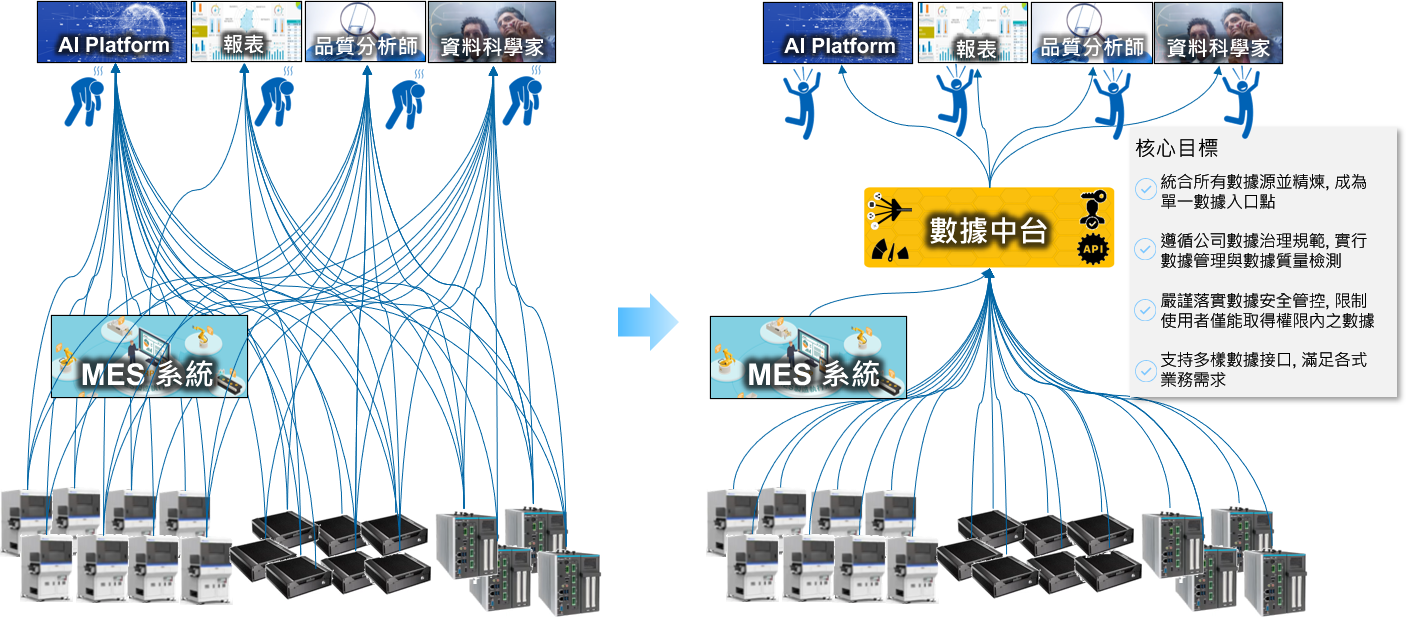 AI Platform
報表
品質分析師
資料科學家
MES 系統
AI Platform
報表
品質分析師
資料科學家
數據中台
API
MES 系統
核心目標
統合所有數據源並精煉, 成為
單一數據入口點
遵循公司數據治理規範, 實行
數據管理與數據質量檢測
嚴謹落實數據安全管控, 限制
使用者僅能取得權限內之數據
支持多樣數據接口, 滿足各式
業務需求